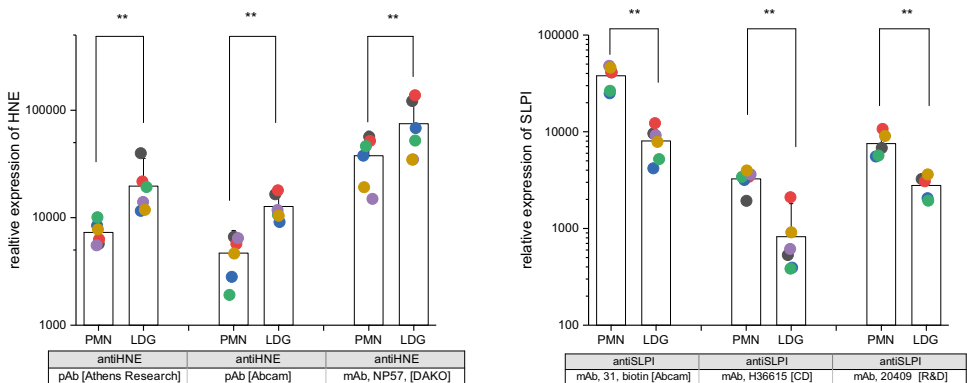 ** ** **
realtive expression of HNE
100000
10000
1000
PMN LDG PMN LDG PMN LDG
antiHNE antiHNE antiHNE
pAb [Athens Research] pAb [Abcam] mAb, NP57, [DAKO]
** ** **
relative expression of SLPI
100000
10000
1000
100
PMN LDG PMN LDG PMN LDG
antiSLPI antiSLPI antiSLPI
mAb, 31, biotin [Abcam] mAb, H36615 [CD] mAb, 20409 [R&D]